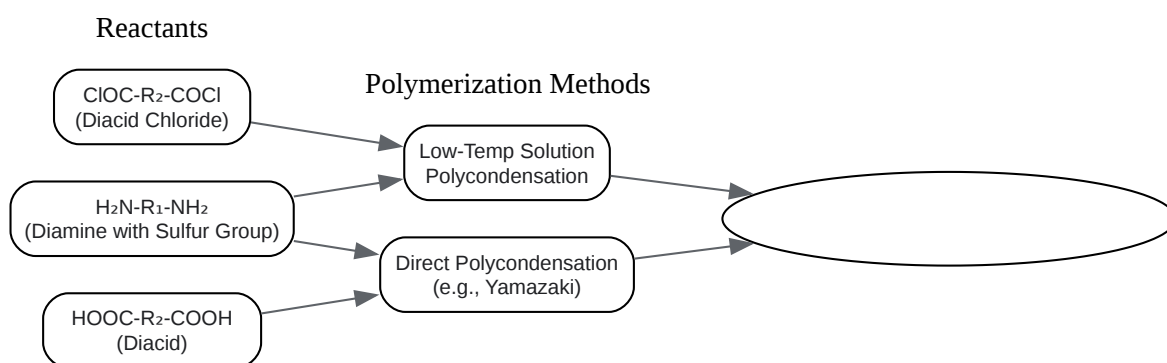 Reactants
ClOC-R₂-COCl
(Diacid Chloride)
H₂N-R₁-NH₂
(Diamine with Sulfur Group)
HOOC-R₂-COOH
(Diacid)
Polymerization Methods
Low-Temp Solution
Polycondensation
Direct Polycondensation
(e.g., Yamazaki)